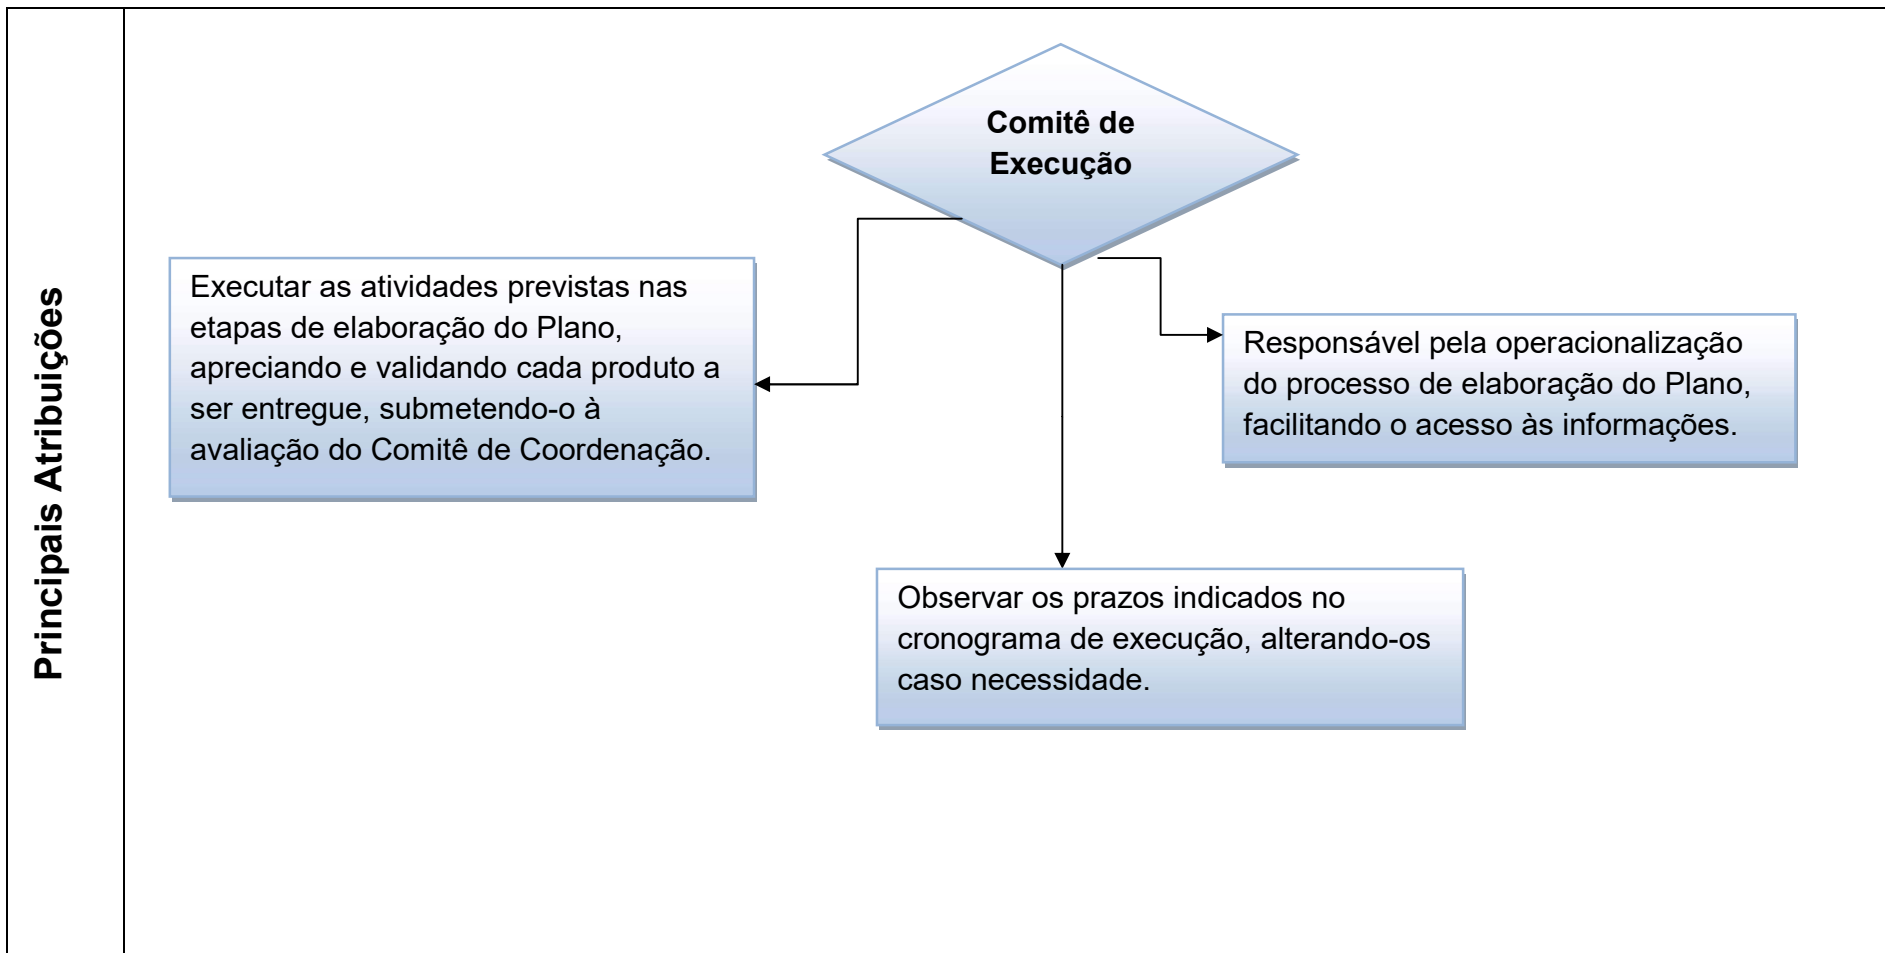 Principais Atribuições
Comitê de
Execução
Executar as atividades previstas nas
etapas de elaboração do Plano,
apreciando e validando cada produto a
ser entregue, submetendo-o à
avaliação do Comitê de Coordenação.
Responsável pela operacionalização
do processo de elaboração do Plano,
facilitando o acesso às informações.
Observar os prazos indicados no
cronograma de execução, alterando-os
caso necessidade.